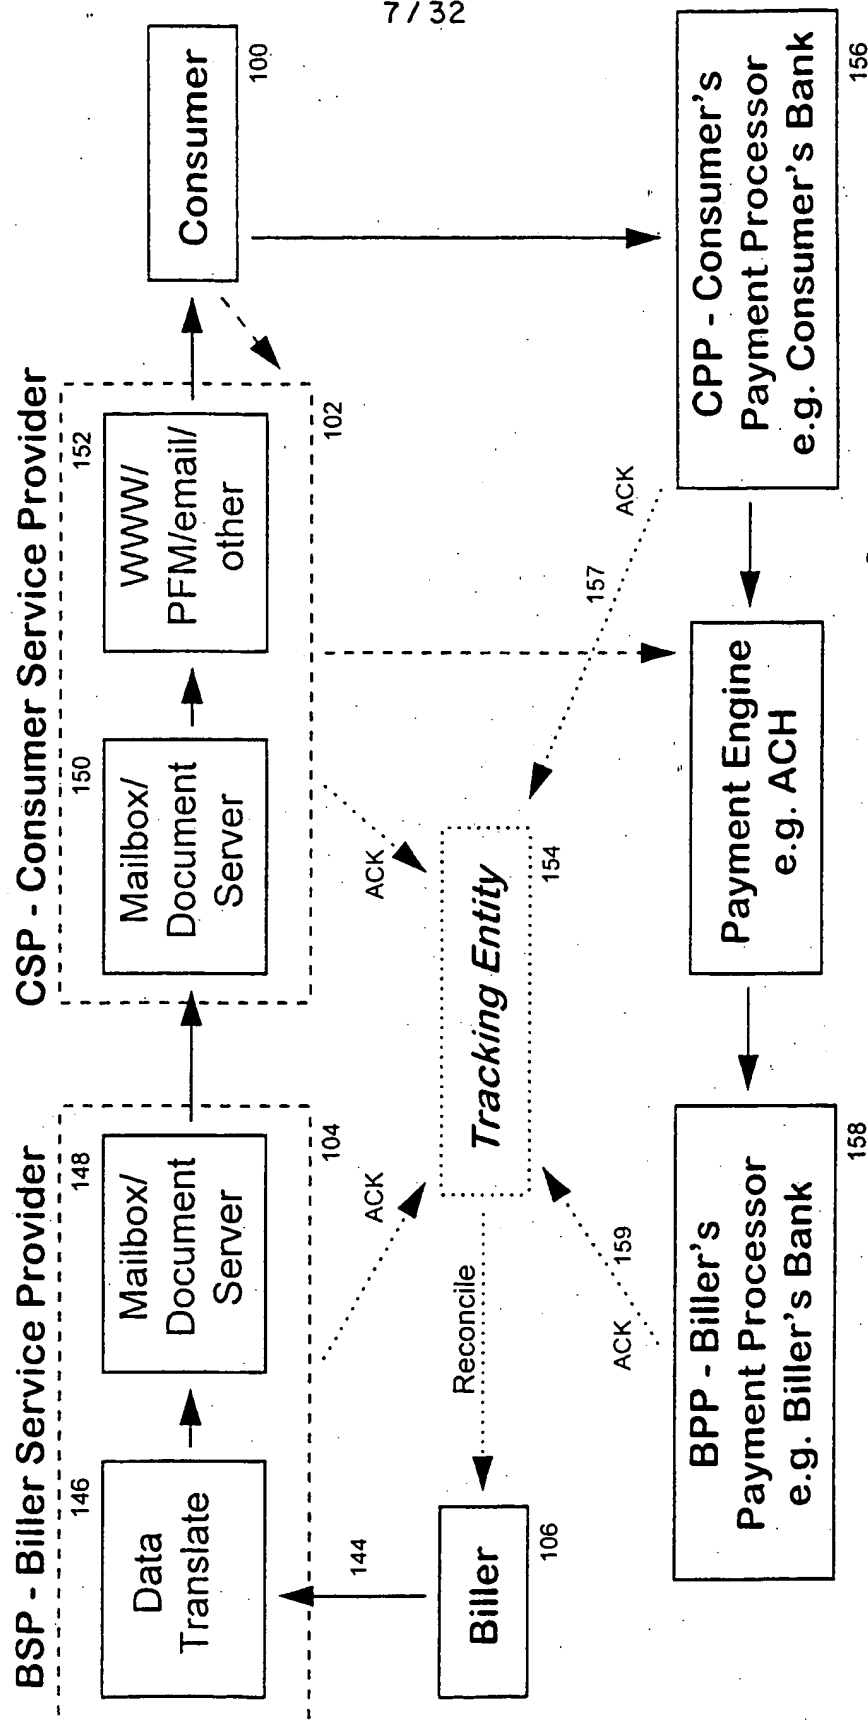 7 / 32
BSP - Biller Service Provider
146
Data
Translate
148
Mailbox/
Document
Server
104
CSP - Consumer Service Provider
150
Mailbox/
Document
Server
152
WWW/
PFM/email/
other
102
Consumer
100
144
Biller
106
Reconcile
ACK
ACK
Tracking Entity
154
ACK
159
157
ACK
BPP - Biller's
Payment Processor
e.g. Biller's Bank
158
Payment Engine
e.g. ACH
CPP - Consumer's
Payment Processor
e.g. Consumer's Bank
156